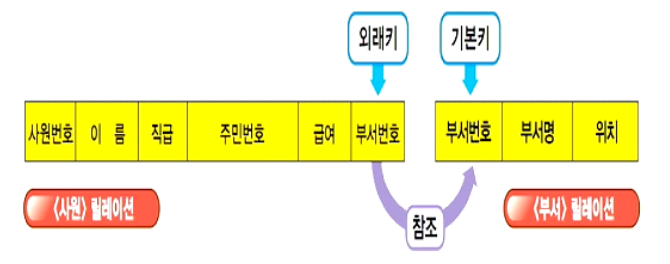 외래키 기본키
사원번호 이 름 직급 주민번호 급여 부서번호 부서번호 부서명 위치
〈사원〉 릴레이션 참조 〈부서〉 릴레이션